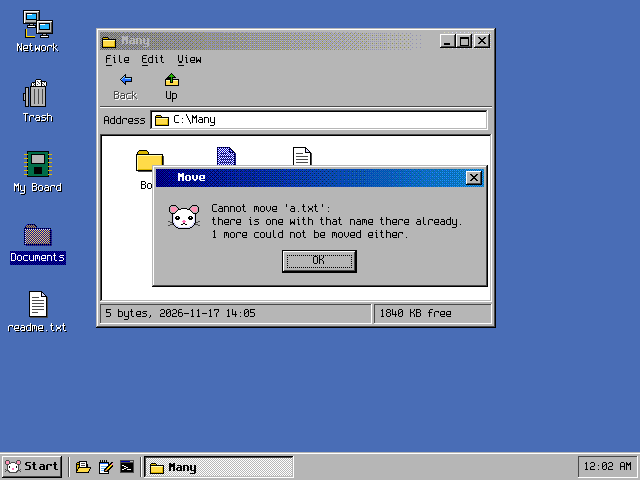 Network
Trash
My Board
Documents
readme.txt
Many
File Edit View
Back Up
Address C:\Many
Move
Cannot move 'a.txt':
there is one with that name there already.
1 more could not be moved either.
OK
5 bytes, 2026-11-17 14:05 1840 KB free
Start Many 12:02 AM